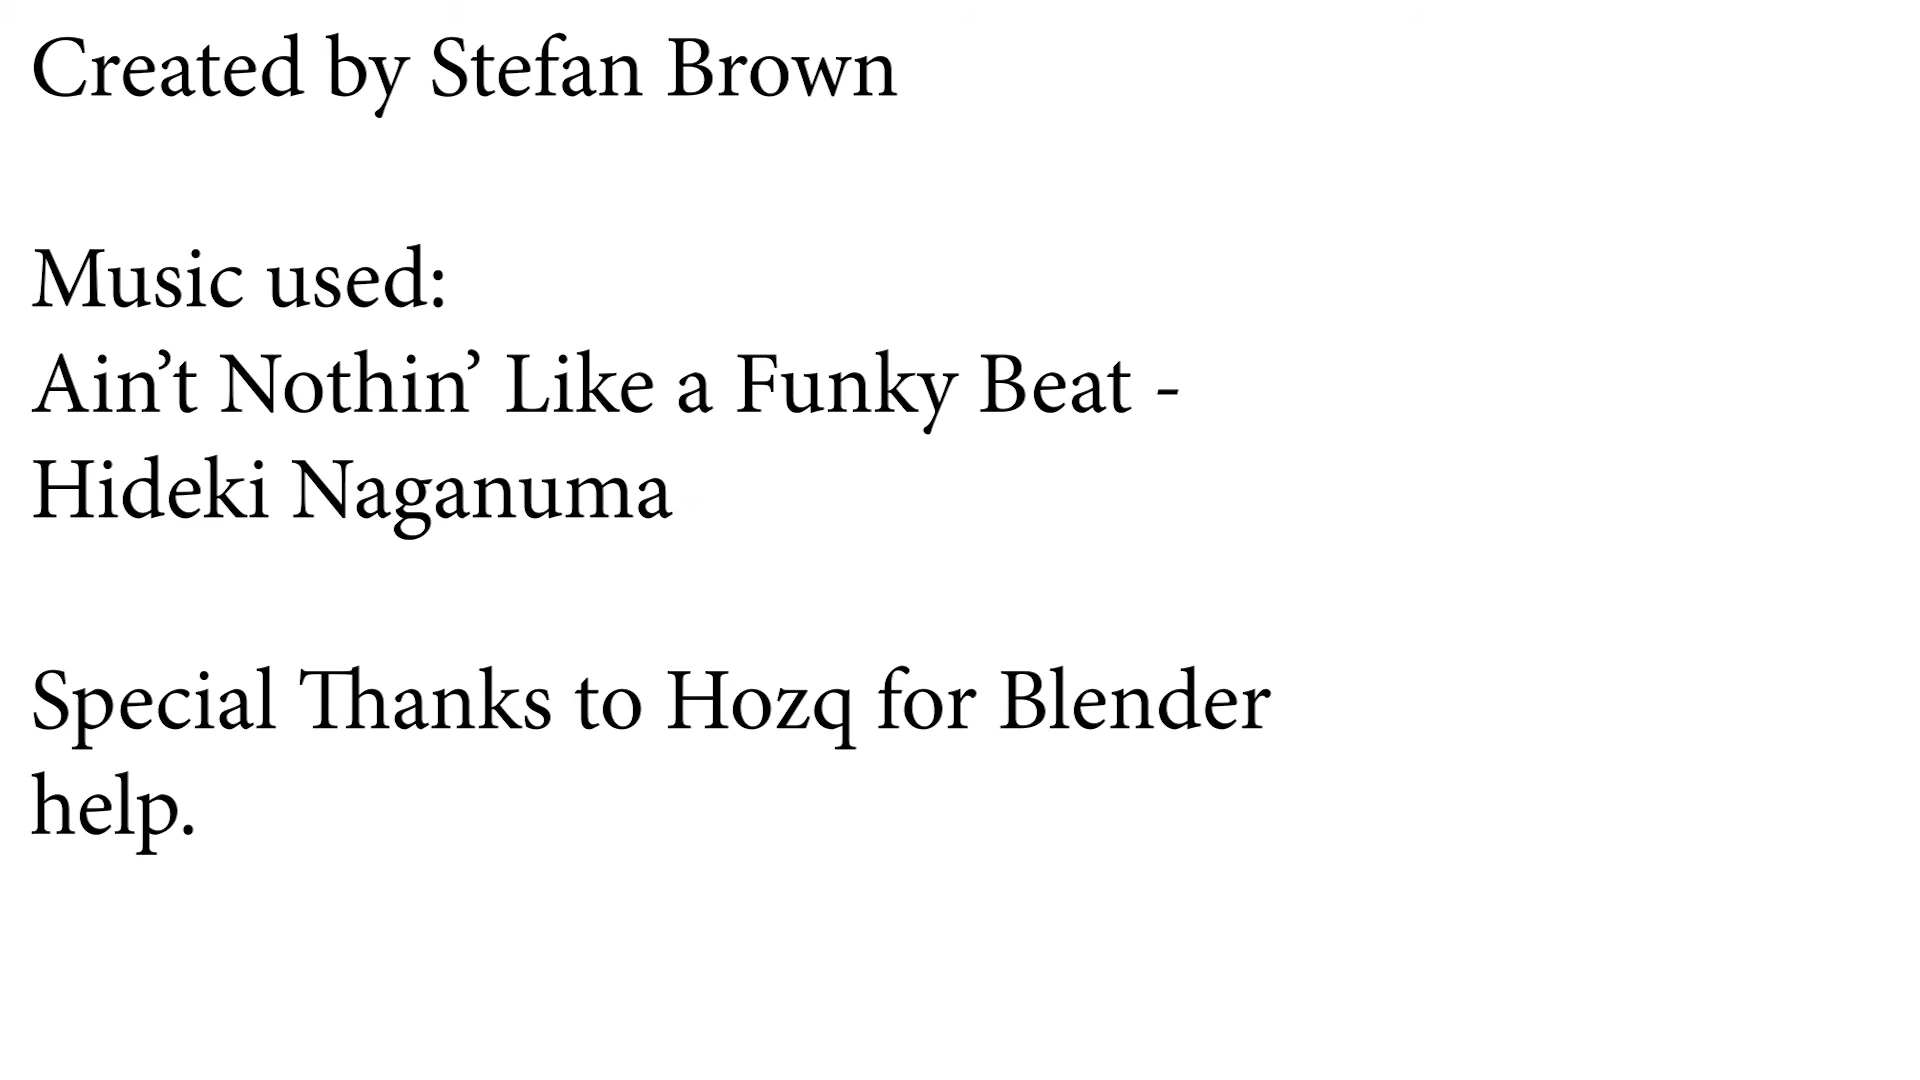 Created by Stefan Brown
Music used:
Ain’t Nothin’ Like a Funky Beat -
Hideki Naganuma
Special Thanks to Hozq for Blender
help.